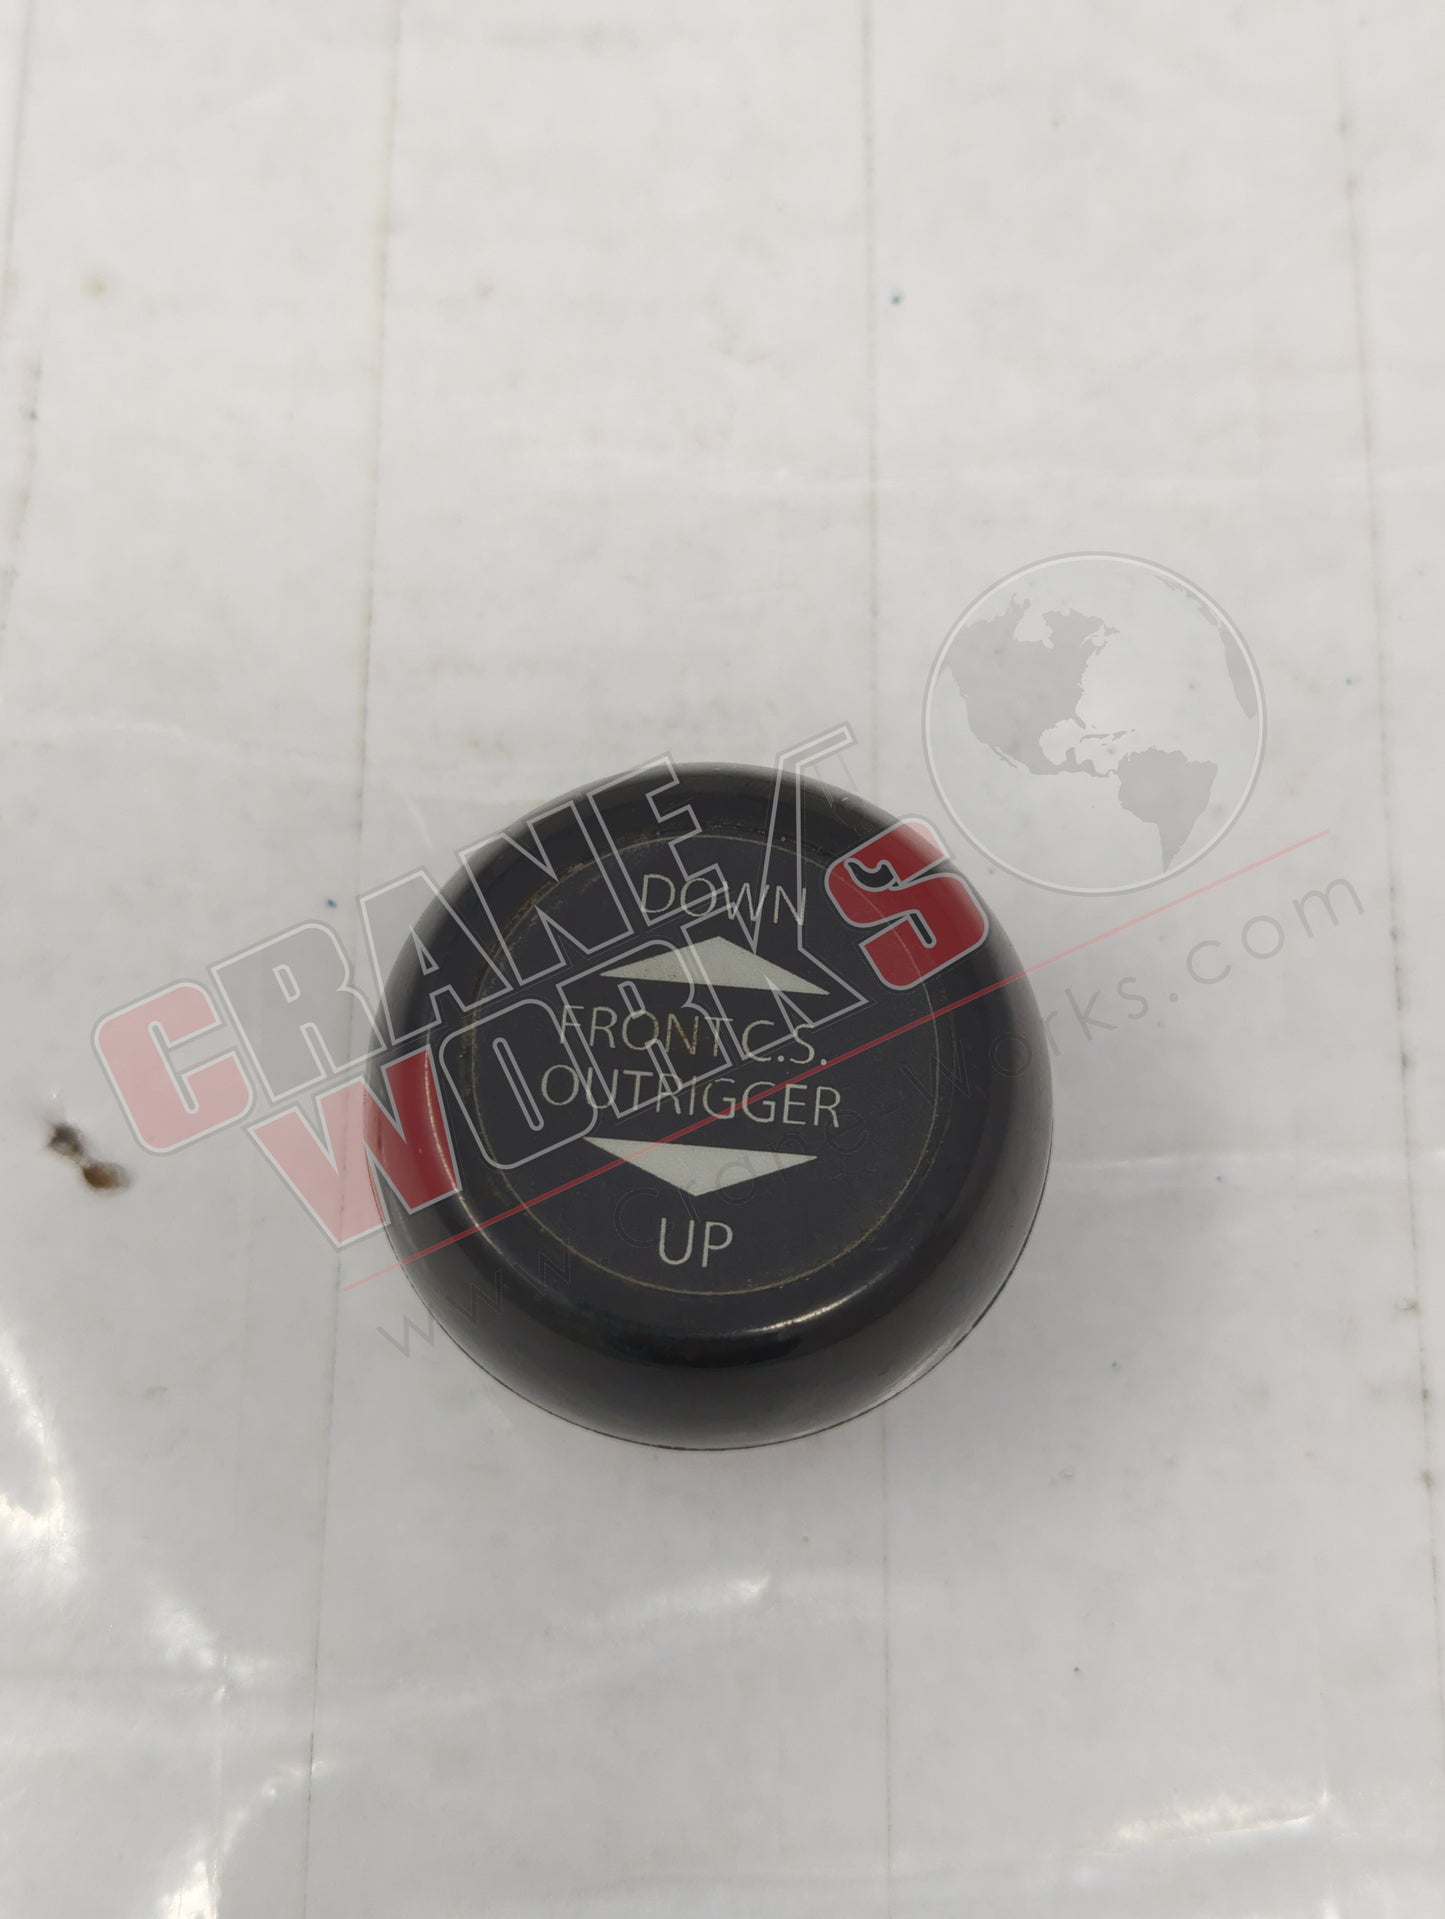 DOWN
FRONT C.S.
OUTRIGGER
UP
CRANE
WORKS
www.crane-works.com